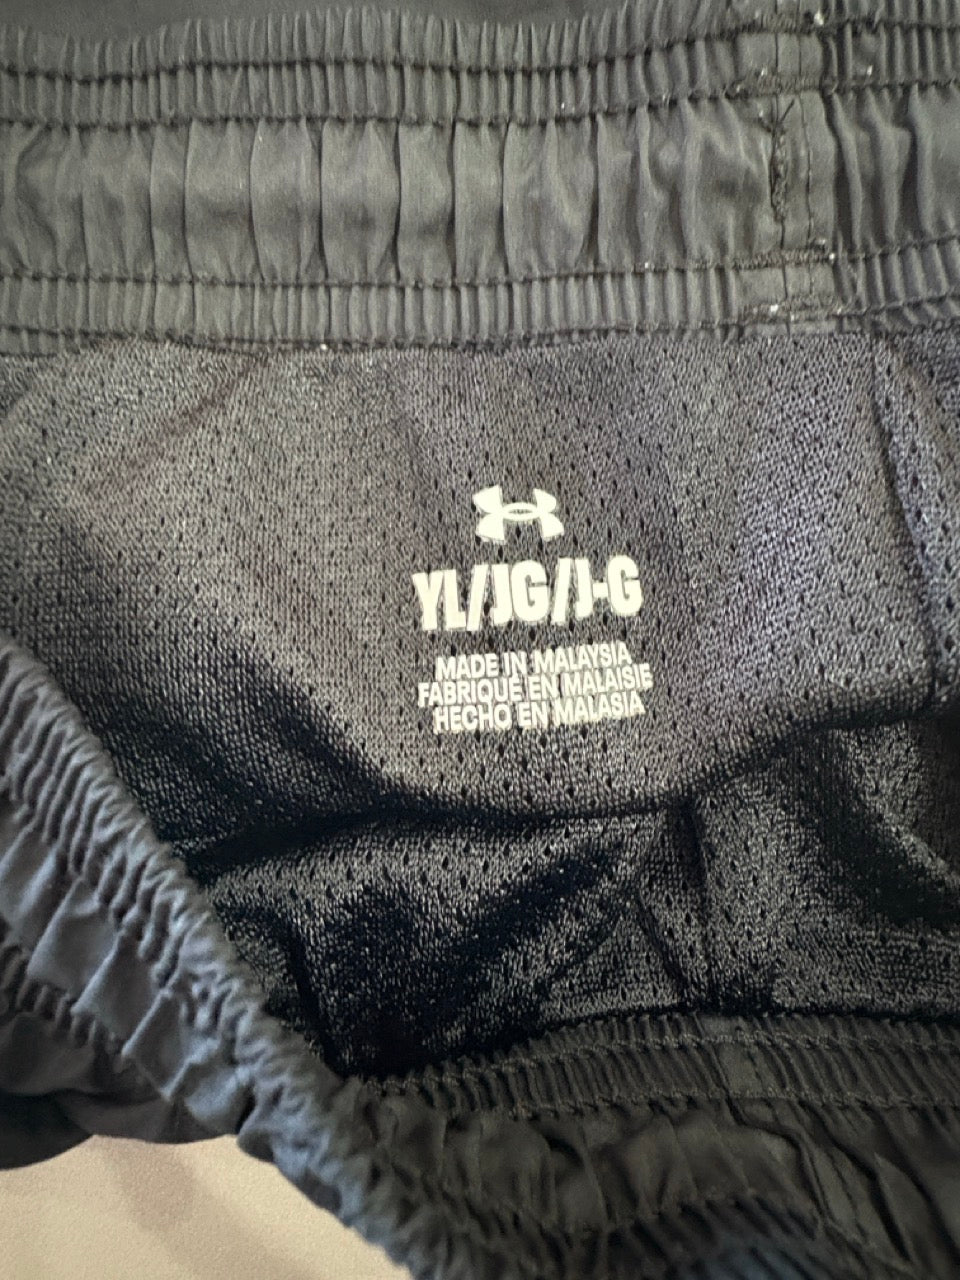 YL/JG/J-G
MADE IN MALAYSIA
FABRIQUÉ EN MALAISIE
HECHO EN MALASIA